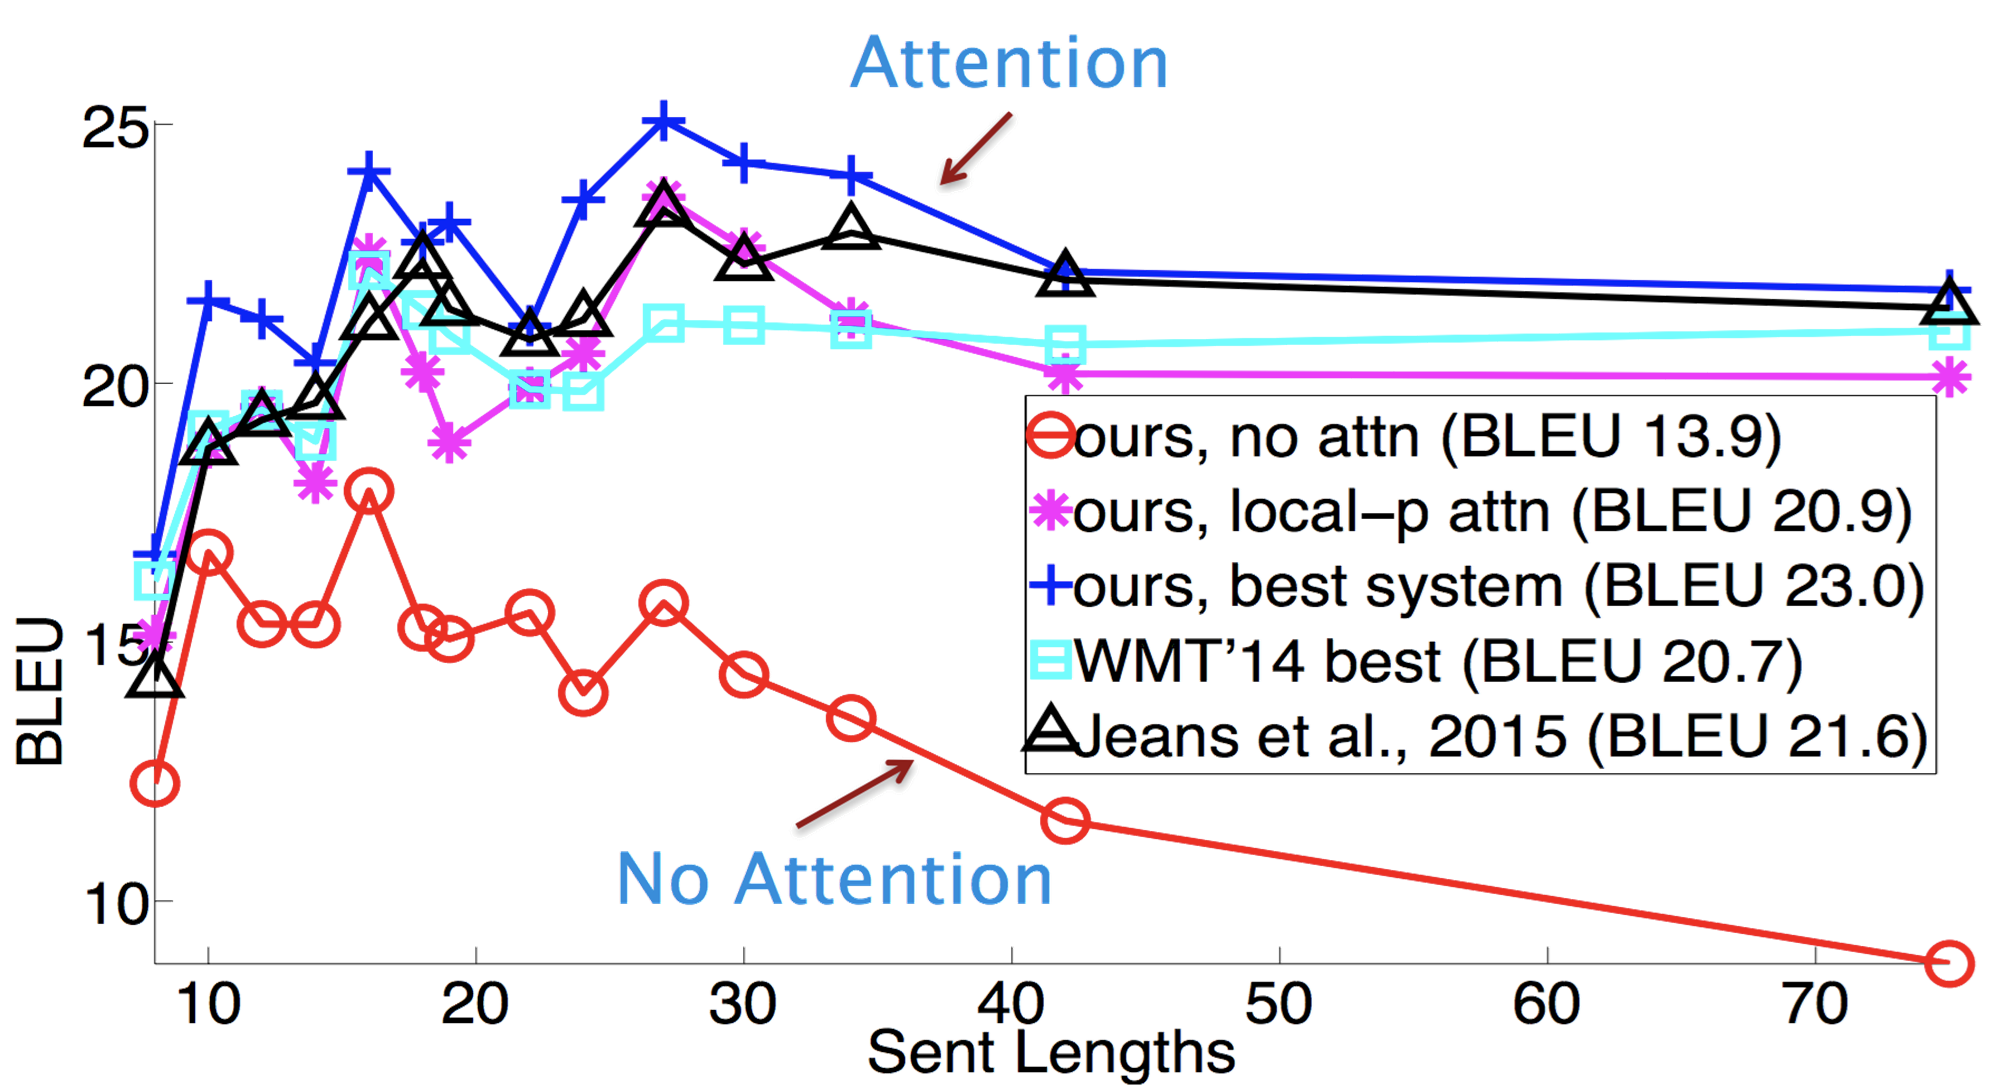 Attention
25
20
15
10
BLEU
ours, no attn (BLEU 13.9)
ours, local-p attn (BLEU 20.9)
ours, best system (BLEU 23.0)
WMT'14 best (BLEU 20.7)
Jeans et al., 2015 (BLEU 21.6)
No Attention
10 20 30 40 50 60 70
Sent Lengths